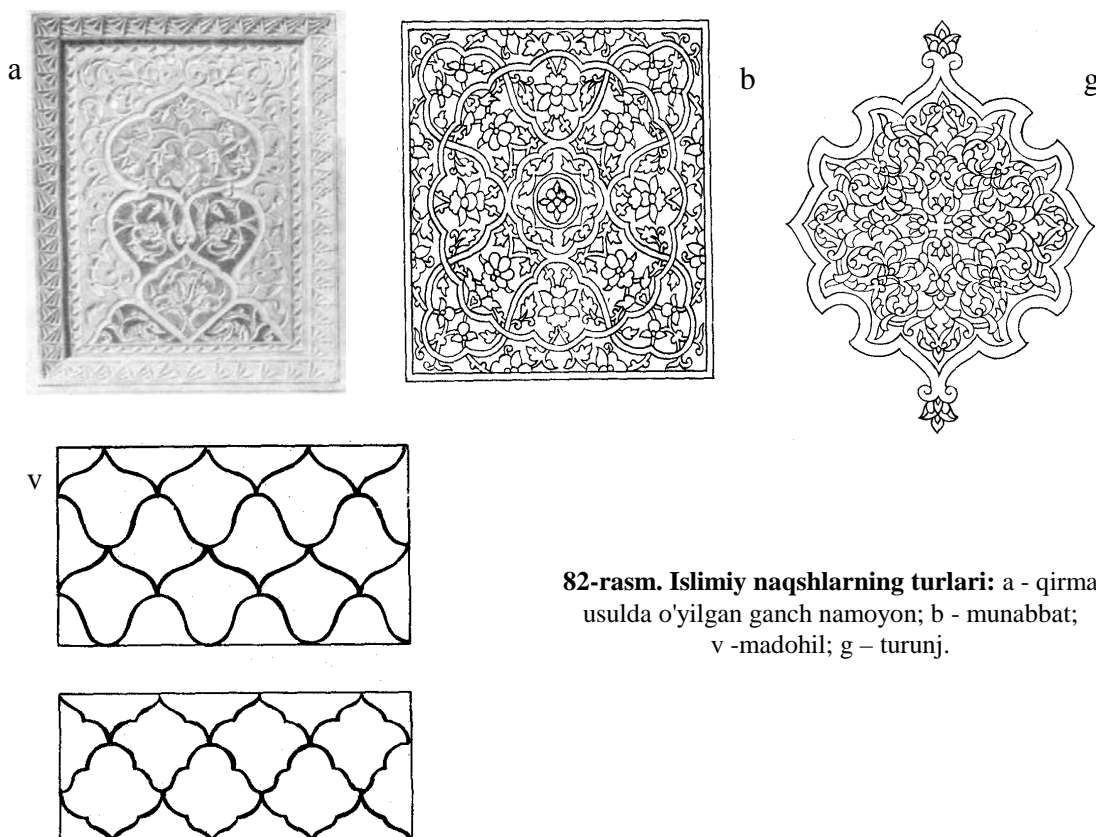 a
b
g
v
82-rasm. Islimiy naqshlarning turlari: a - qirma
usulda o'yilgan ganch namoyon; b - munabbat;
v -madohil; g – turunj.